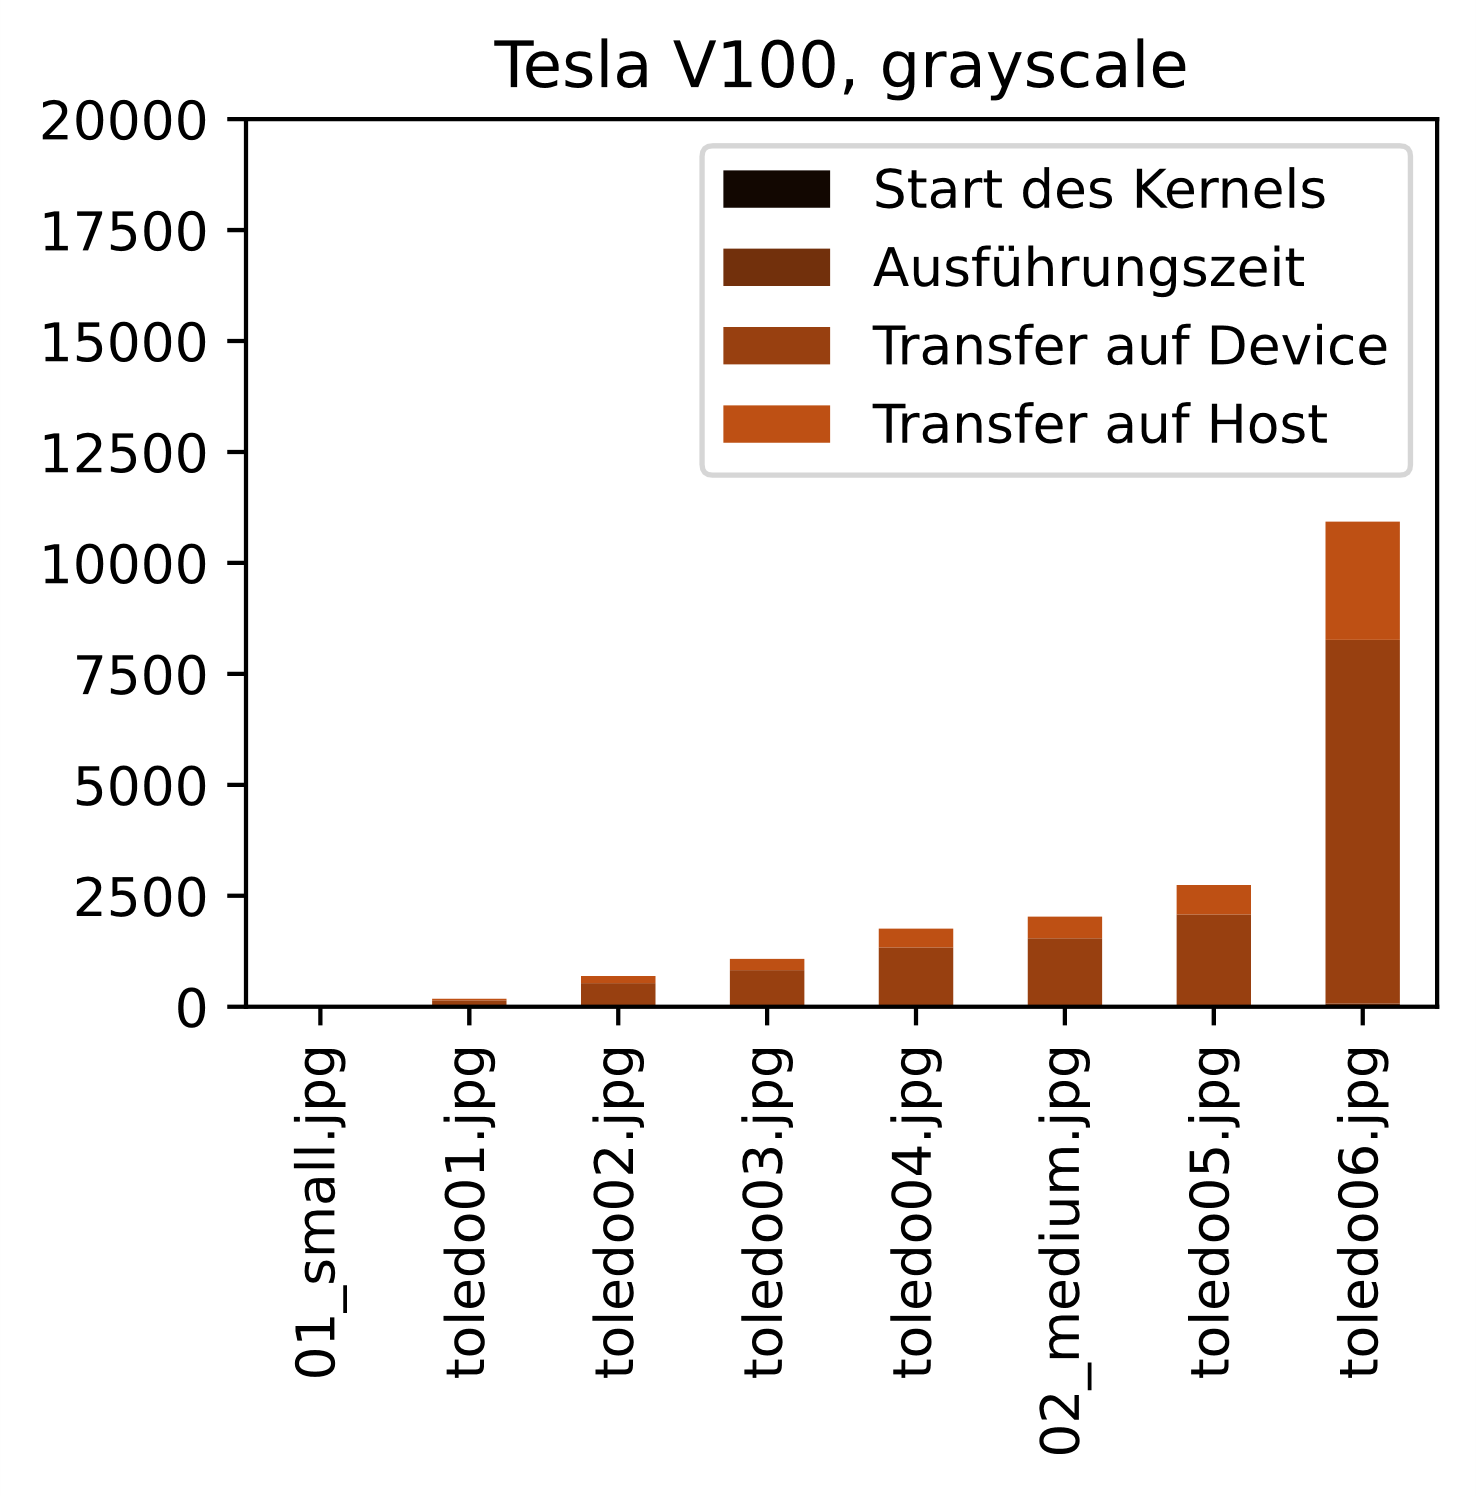 Tesla V100, grayscale
20000
17500
15000
12500
10000
7500
5000
2500
0
Start des Kernels
Ausführungszeit
Transfer auf Device
Transfer auf Host
01_small.jpg
toledo01.jpg
toledo02.jpg
toledo03.jpg
toledo04.jpg
02_medium.jpg
toledo05.jpg
toledo06.jpg